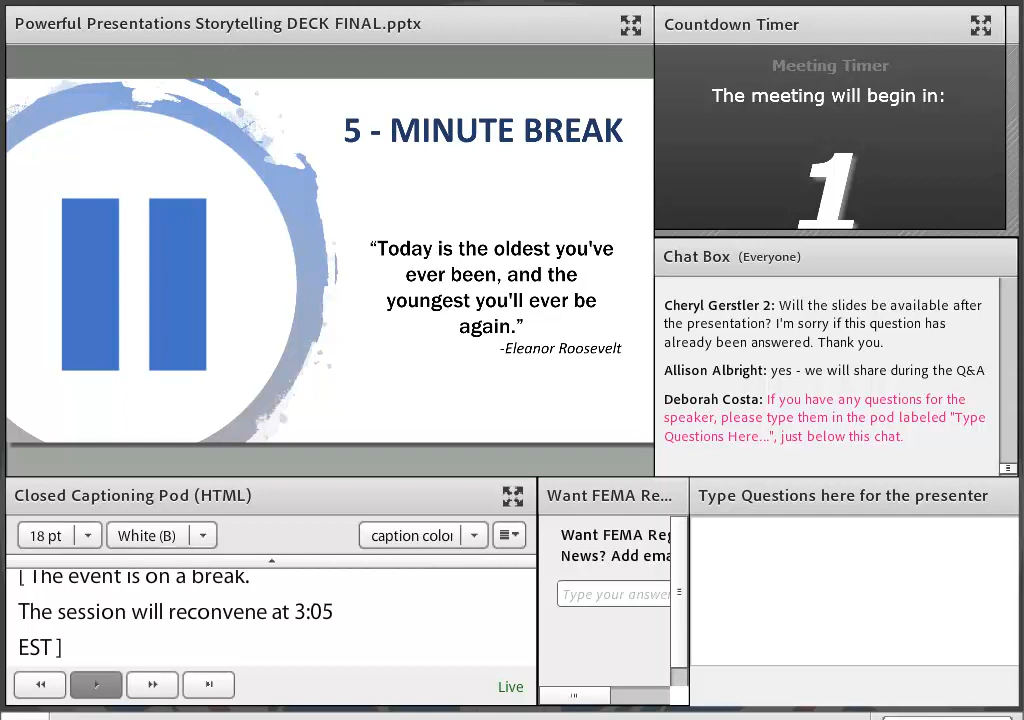 Powerful Presentations Storytelling DECK FINAL.pptx
5 - MINUTE BREAK
“Today is the oldest you've
ever been, and the
youngest you'll ever be
again.”
-Eleanor Roosevelt
Countdown Timer
Meeting Timer
The meeting will begin in:
1
Chat Box (Everyone)
Cheryl Gerstler 2: Will the slides be available after
the presentation? I'm sorry if this question has
already been answered. Thank you.
Allison Albright: yes - we will share during the Q&A
Deborah Costa: If you have any questions for the
speaker, please type them in the pod labeled "Type
Questions Here...", just below this chat.
Closed Captioning Pod (HTML)
18 pt
White (B)
caption color
[ The event is on a break.
The session will reconvene at 3:05
EST ]
Live
Want FEMA Re...
Want FEMA Reg
News? Add ema
Type your answer
Type Questions here for the presenter